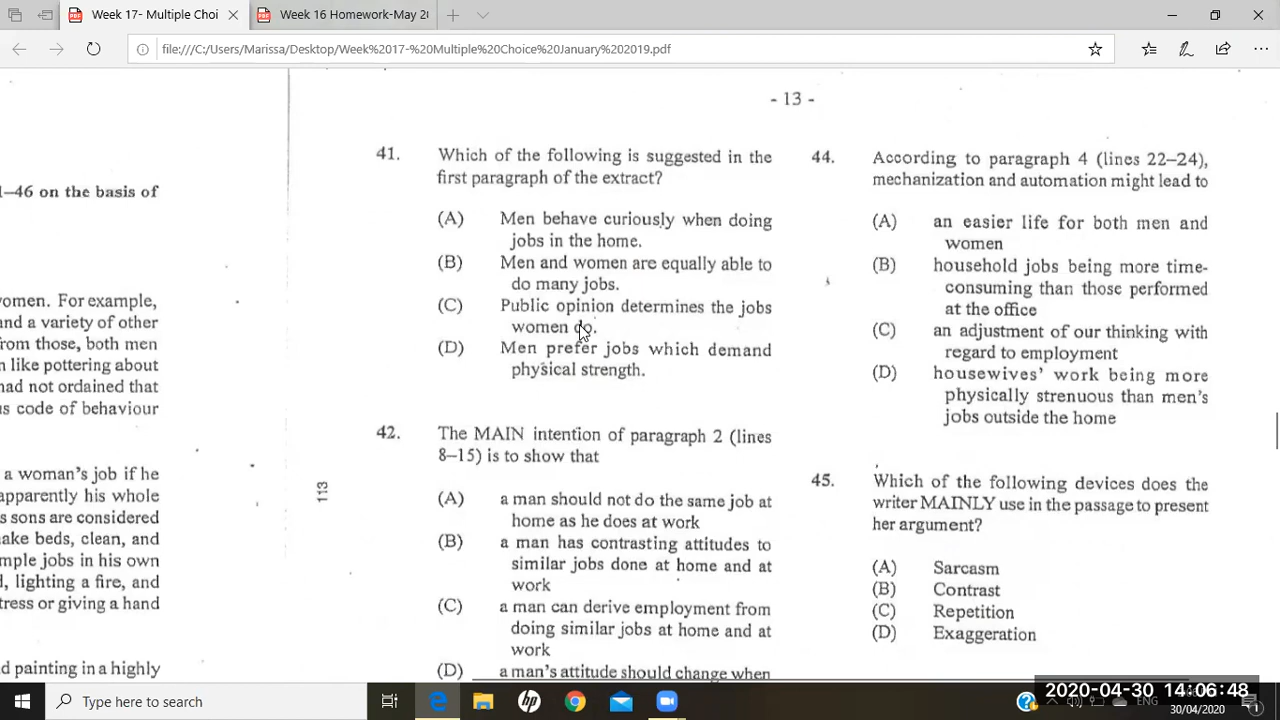 Week 17- Multiple Choi
Week 16 Homework-May 20
file:///C:/Users/Marissa/Desktop/Week%2017-%20Multiple%20Choice%20January%202019.pdf
- 13 -
1–46 on the basis of
women. For example,
and a variety of other
from those, both men
n like pottering about
had not ordained that
us code of behaviour
a woman's job if he
apparently his whole
s sons are considered
make beds, clean, and
mple jobs in his own
d, lighting a fire, and
tress or giving a hand
d painting in a highly
113
41. Which of the following is suggested in the
first paragraph of the extract?
(A) Men behave curiously when doing
jobs in the home.
(B) Men and women are equally able to
do many jobs.
(C) Public opinion determines the jobs
women do.
(D) Men prefer jobs which demand
physical strength.
42. The MAIN intention of paragraph 2 (lines
8–15) is to show that
(A) a man should not do the same job at
home as he does at work
(B) a man has contrasting attitudes to
similar jobs done at home and at
work
(C) a man can derive employment from
doing similar jobs at home and at
work
(D) a man's attitude should change when
44. According to paragraph 4 (lines 22–24),
mechanization and automation might lead to
(A) an easier life for both men and
women
(B) household jobs being more time-
consuming than those performed
at the office
(C) an adjustment of our thinking with
regard to employment
(D) housewives' work being more
physically strenuous than men's
jobs outside the home
45. Which of the following devices does the
writer MAINLY use in the passage to present
her argument?
(A) Sarcasm
(B) Contrast
(C) Repetition
(D) Exaggeration
Type here to search
ENG
2020-04-30 14:06:48
30/04/2020